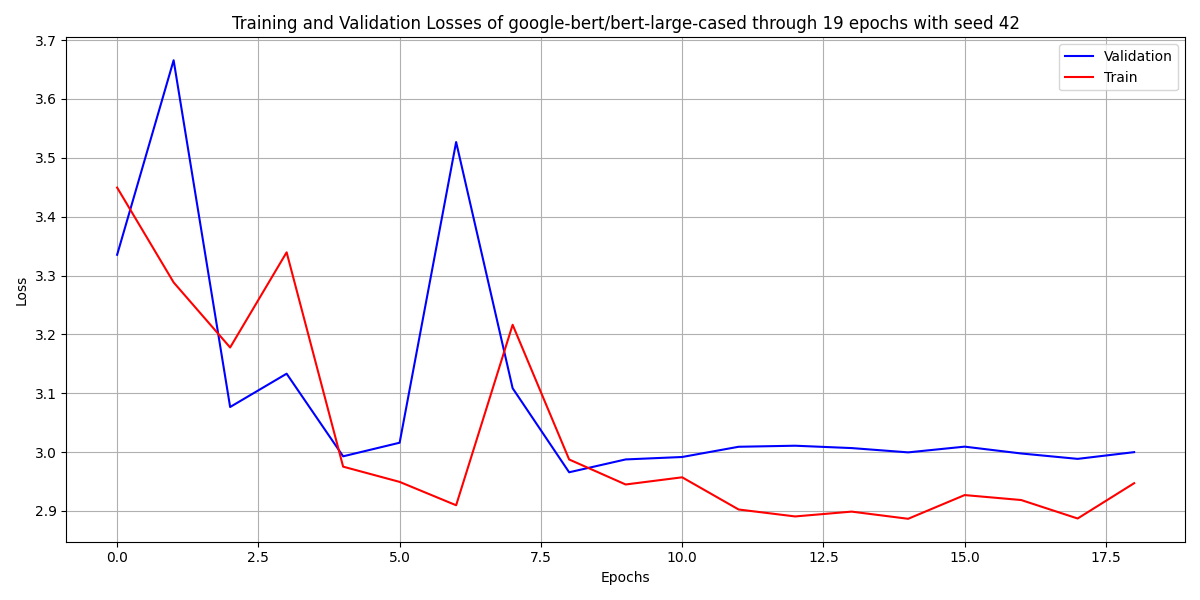 Training and Validation Losses of google-bert/bert-large-cased through 19 epochs with seed 42
Validation
Train
Loss
3.7
3.6
3.5
3.4
3.3
3.2
3.1
3.0
2.9
0.0 2.5 5.0 7.5 10.0 12.5 15.0 17.5
Epochs